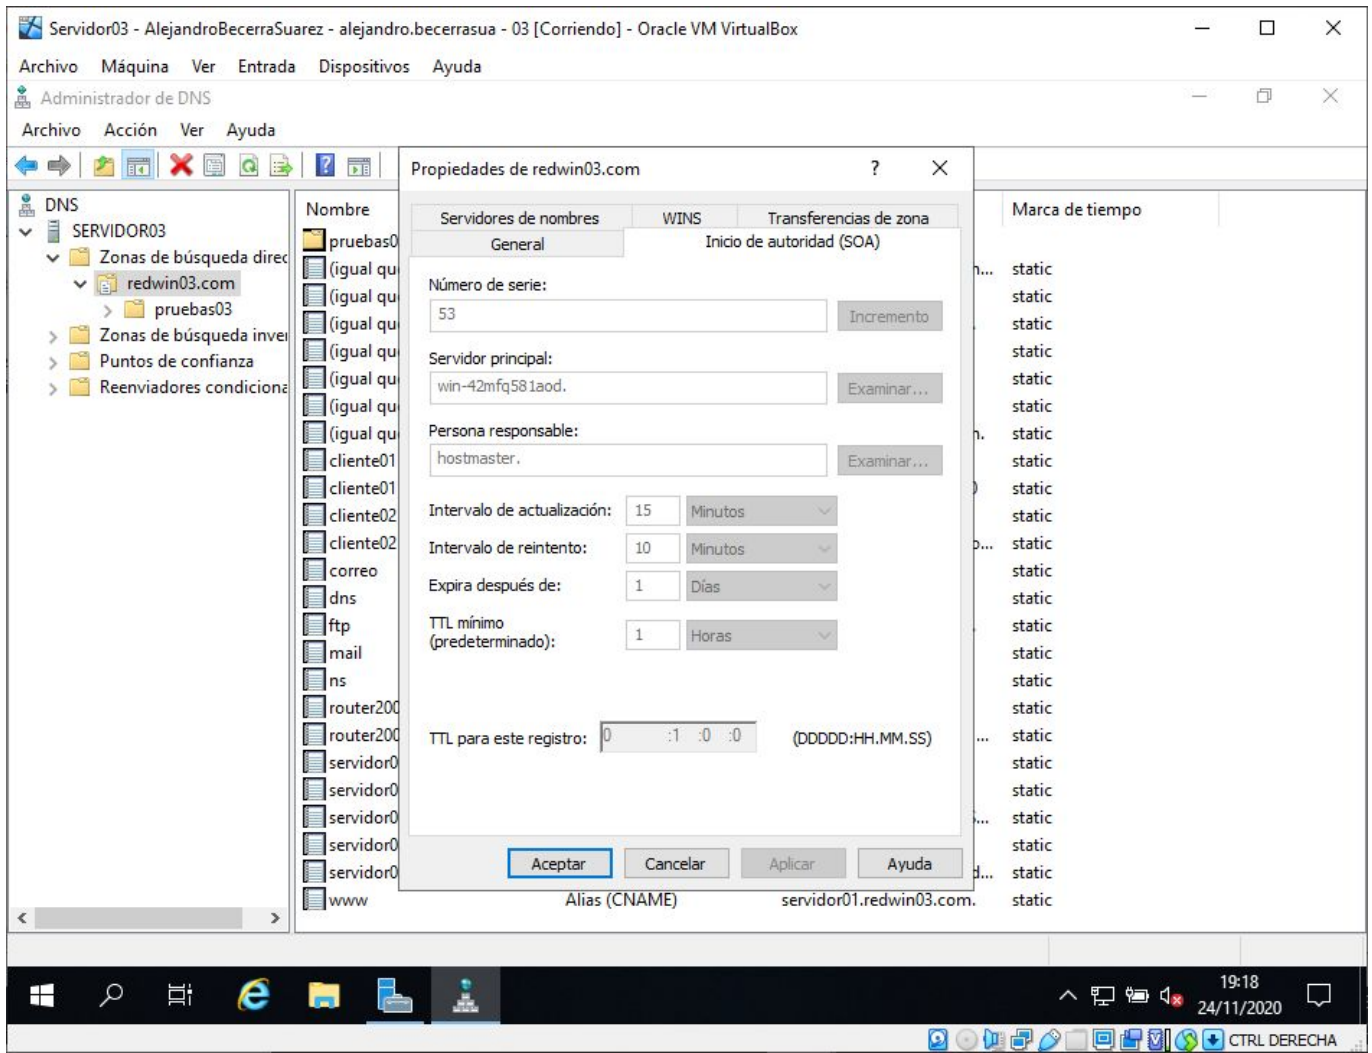 Servidor03 - AlejandroBecerraSuarez - alejandro.becerrasua - 03 [Corriendo] - Oracle VM VirtualBox
Archivo Máquina Ver Entrada Dispositivos Ayuda
Administrador de DNS
Archivo Acción Ver Ayuda
DNS
SERVIDOR03
Zonas de búsqueda direc
redwin03.com
pruebas03
Zonas de búsqueda inver
Puntos de confianza
Reenviadores condiciona
Nombre
Marca de tiempo
pruebas0
(igual qu n... static
(igual qu static
(igual qu . static
(igual qu static
(igual qu static
(igual qu static
(igual qu n. static
cliente01 static
cliente01 static
cliente02 static
cliente02 o... static
correo static
dns static
ftp . static
mail static
ns static
router200 static
router200 ... static
servidor0 static
servidor0 static
servidor0 static
servidor0 static
servidor0 d... static
www Alias (CNAME) servidor01.redwin03.com. static
Propiedades de redwin03.com ?
Servidores de nombres WINS Transferencias de zona
General Inicio de autoridad (SOA)
Número de serie:
53 Incremento
Servidor principal:
win-42mfq581aod. Examinar...
Persona responsable:
hostmaster. Examinar...
Intervalo de actualización: 15 Minutos
Intervalo de reintento: 10 Minutos
Expira después de: 1 Días
TTL mínimo
(predeterminado): 1 Horas
TTL para este registro: 0 :1 :0 :0 (DDDDD:HH.MM.SS)
Aceptar Cancelar Aplicar Ayuda
19:18
24/11/2020
CTRL DERECHA